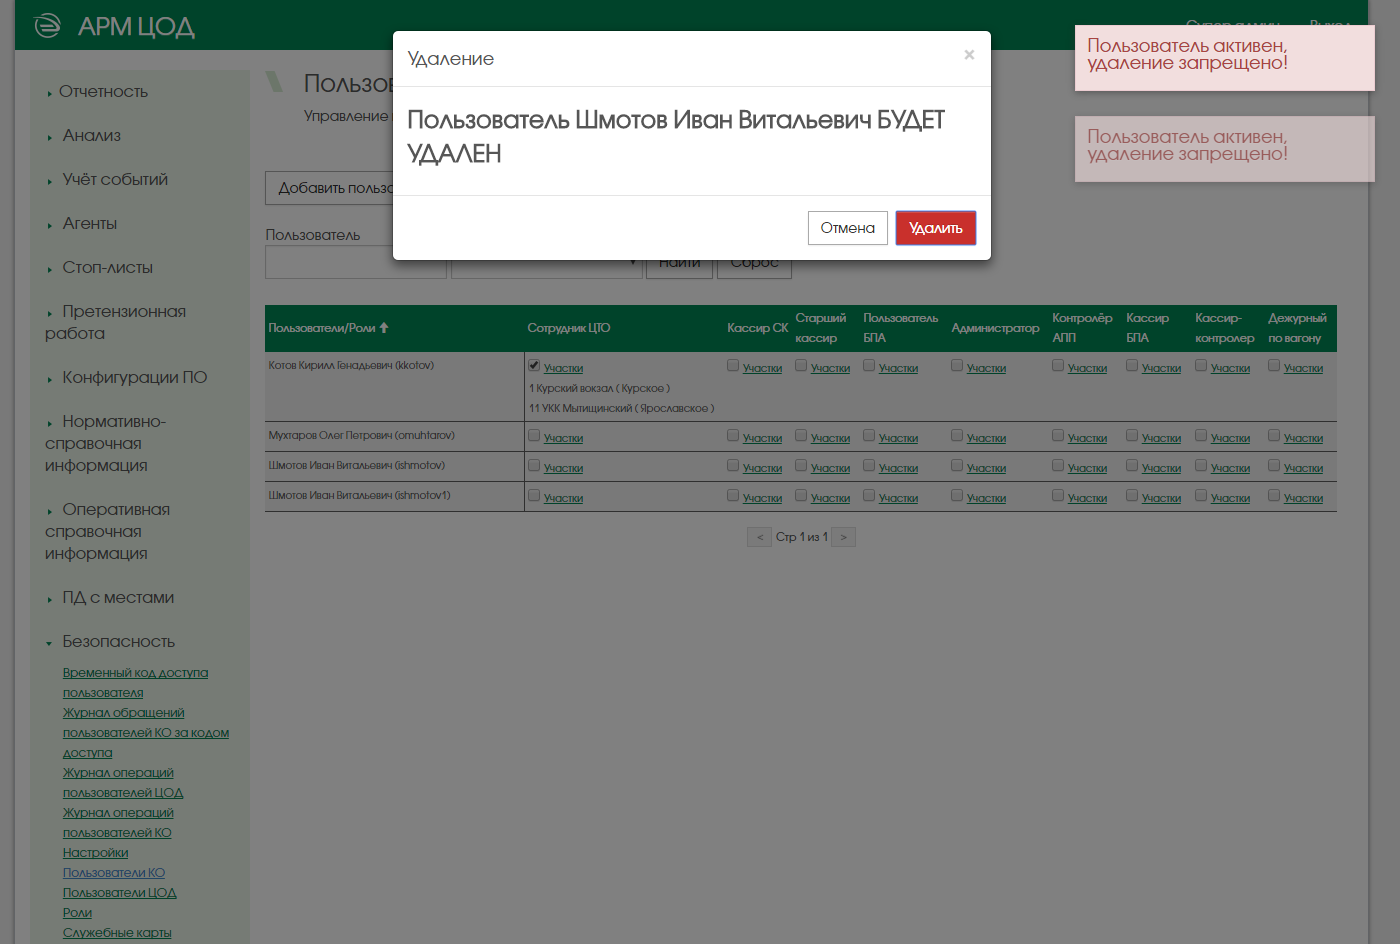 АРМ ЦОД
Супер админ
Выход
Пользователь активен,
удаление запрещено!
Пользователь активен,
удаление запрещено!
Удаление
×
Пользователь Шмотов Иван Витальевич БУДЕТ
УДАЛЕН
Отмена
Удалить
Отчетность
Анализ
Учёт событий
Агенты
Стоп-листы
Претензионная
работа
Конфигурации ПО
Нормативно-
справочная
информация
Оперативная
справочная
информация
ПД с местами
Безопасность
Временный код доступа
пользователя
Журнал обращений
пользователей КО за кодом
доступа
Журнал операций
пользователей ЦОД
Журнал операций
пользователей КО
Настройки
Пользователи КО
Пользователи ЦОД
Роли
Служебные карты
Управление
Пользователь
Найти
Сброс
Пользователи/Роли
Сотрудник ЦТО
Кассир СК
Старший
кассир
Пользователь
БПА
Администратор
Контролёр
АПП
Кассир
БПА
Кассир-
контролер
Дежурный
по вагону
Котов Кирилл Генадьевич (kkotov)
Участки Участки Участки Участки Участки Участки Участки Участки Участки
1 Курский вокзал ( Курское )
11 УКК Мытищинский ( Ярославское )
Мухтаров Олег Петрович (omuhtarov)
Участки Участки Участки Участки Участки Участки Участки Участки Участки
Шмотов Иван Витальевич (ishmotov)
Участки Участки Участки Участки Участки Участки Участки Участки Участки
Шмотов Иван Витальевич (ishmotov1)
Участки Участки Участки Участки Участки Участки Участки Участки Участки
< Стр 1 из 1 >